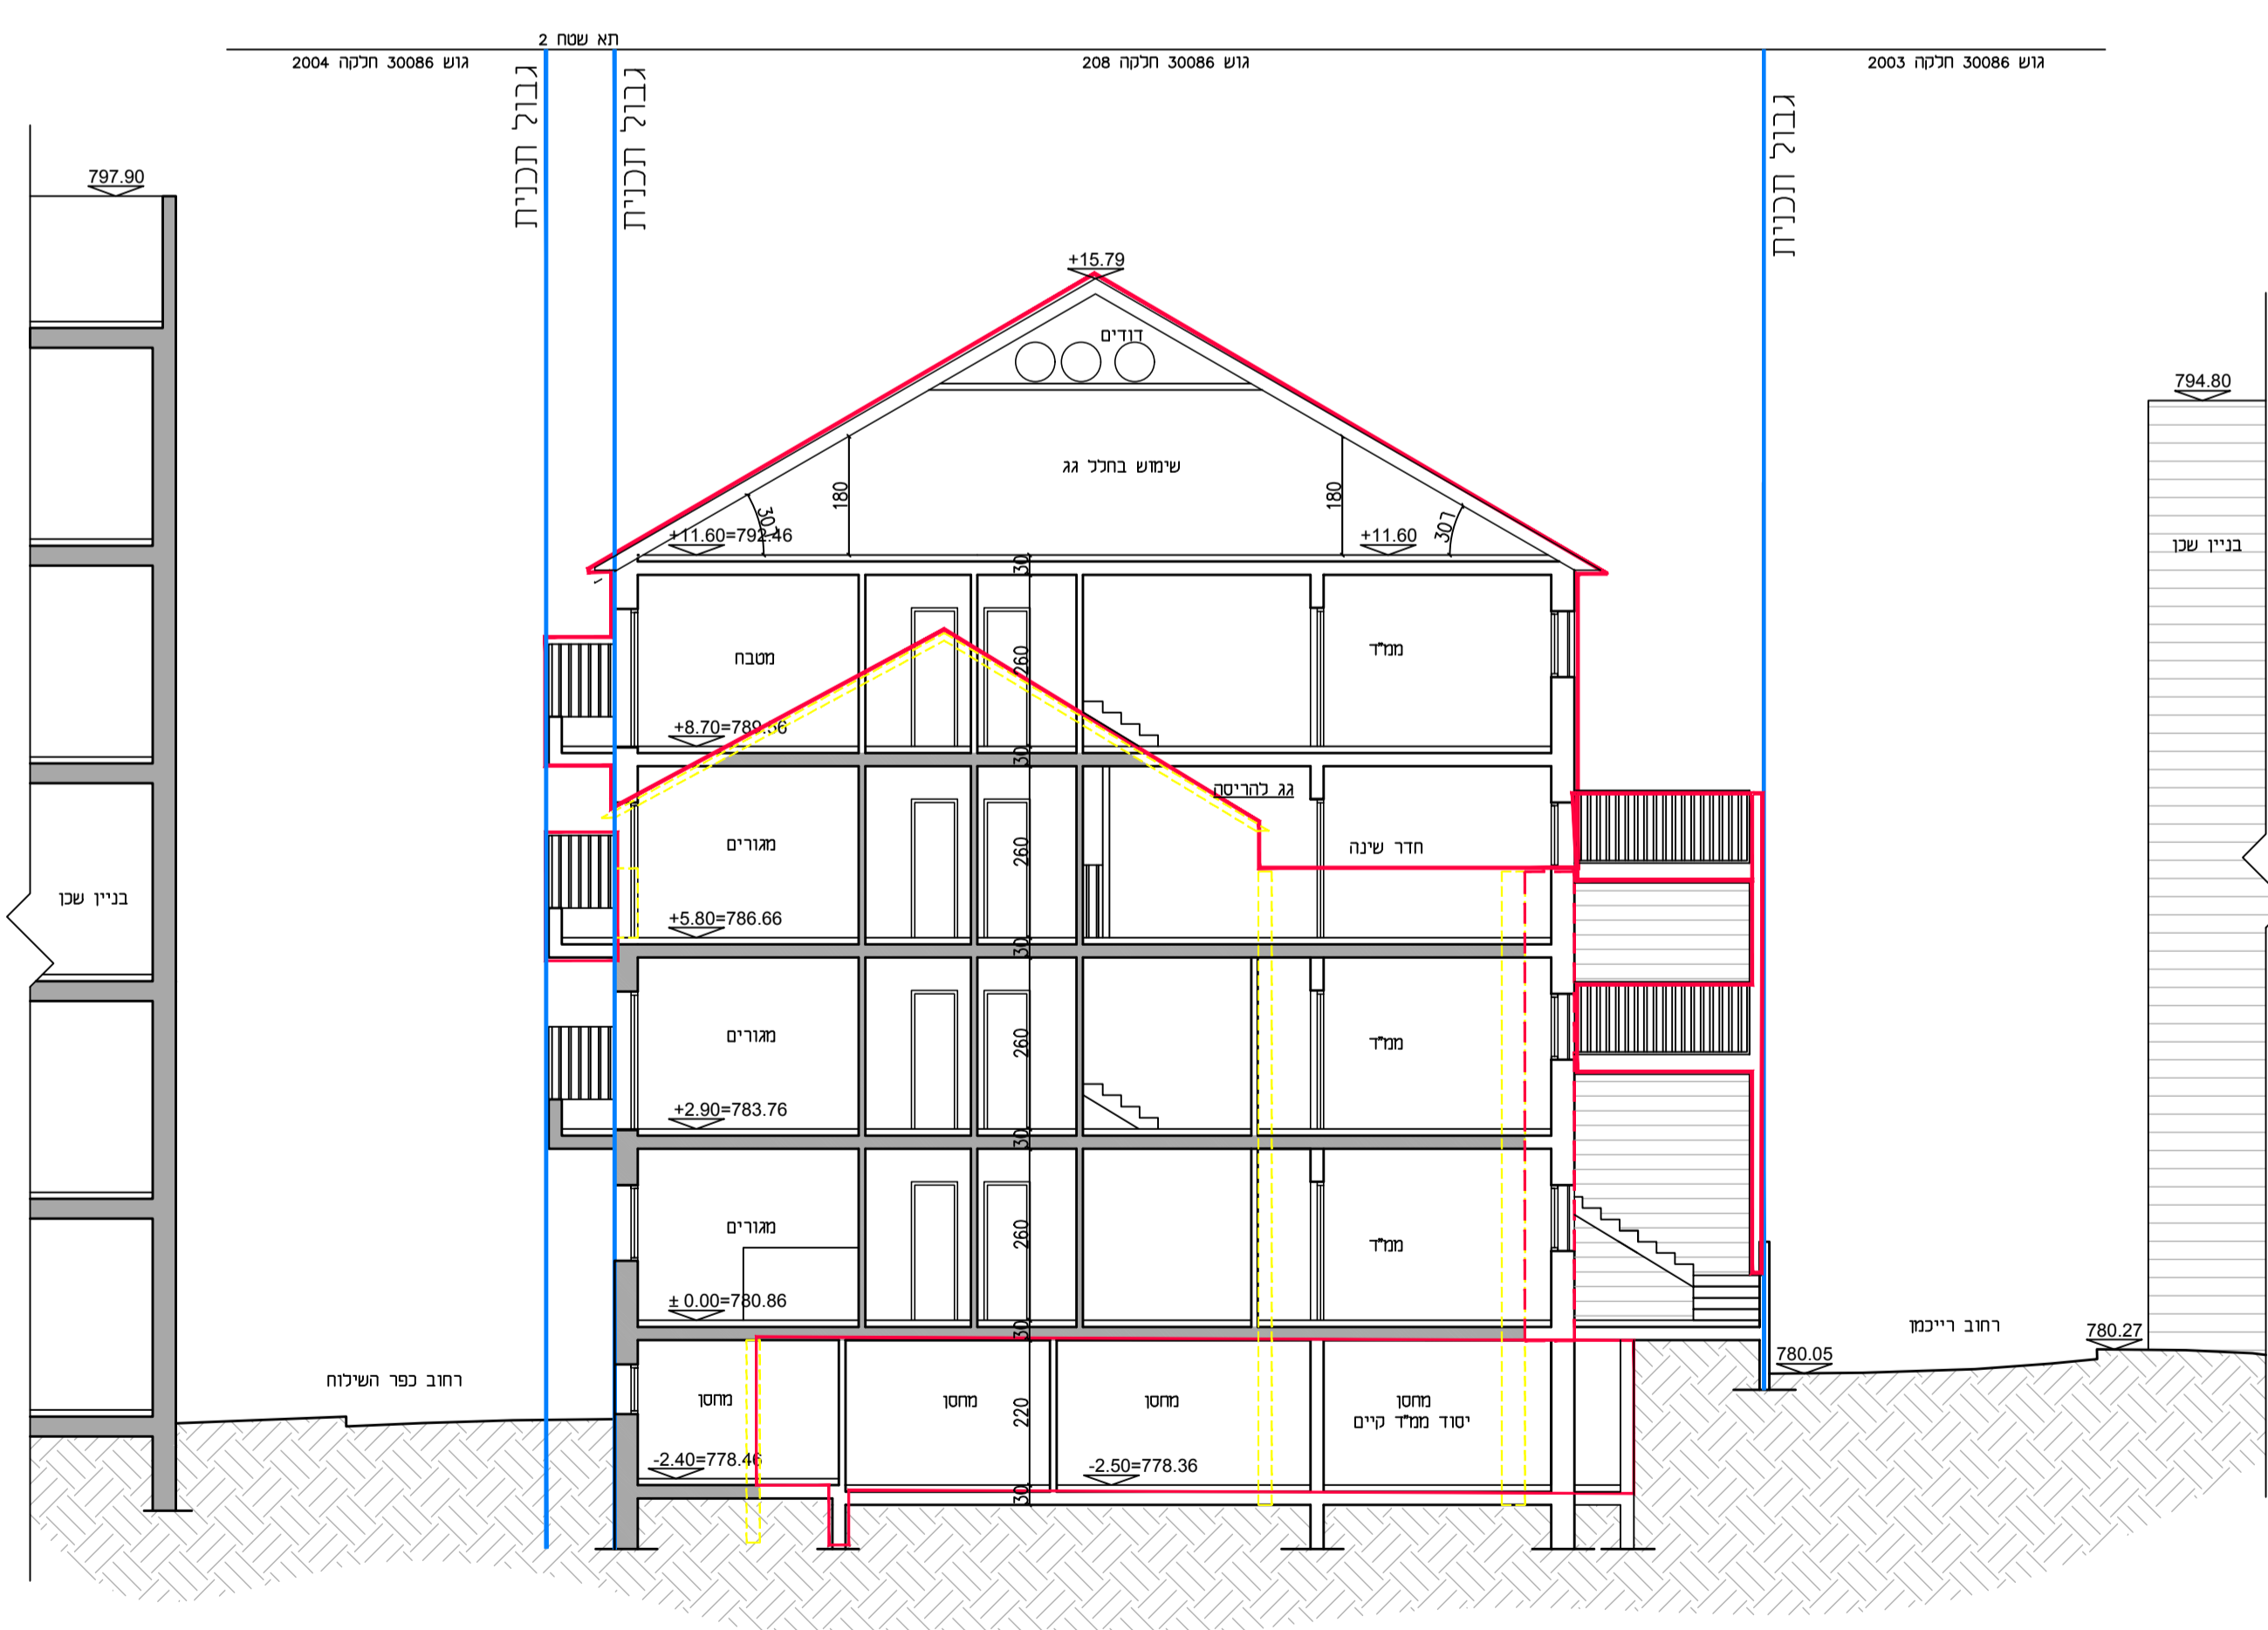 תא שטח 2
גוש 30086 חלקה 2004
גוש 30086 חלקה 208
גוש 30086 חלקה 2003
גבול תכנית
גבול תכנית
גבול תכנית
797.90
+15.79
דודים
794.80
שימוש בחלל גג
180
180
30
30
+11.60=792.46
+11.60
בניין שכן
30
מטבח
260
ממ"ד
+8.70=789.56
30
גג להריסה
מגורים
260
חדר שינה
בניין שכן
+5.80=786.66
30
מגורים
260
ממ"ד
+2.90=783.76
30
מגורים
260
ממ"ד
± 0.00=780.86
רחוב רייכמן
30
780.27
780.05
רחוב כפר השילוח
מחסן
מחסן
מחסן
מחסן
יסוד ממ"ד קיים
220
-2.40=778.46
-2.50=778.36
30